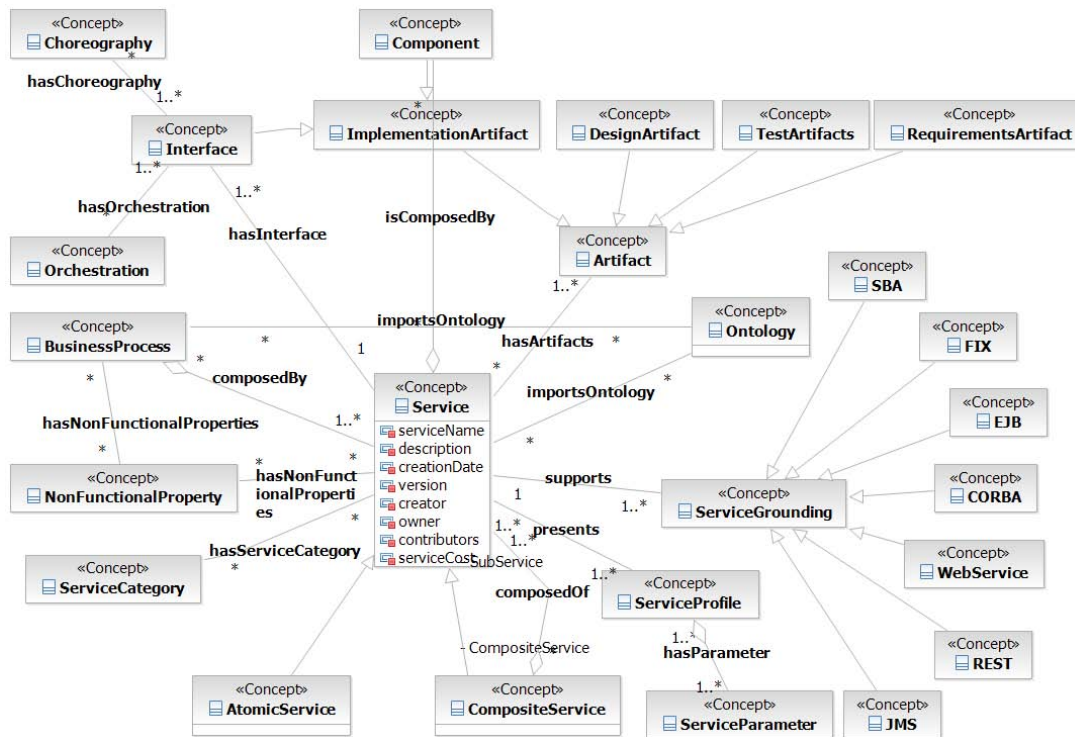 «Concept»
Choreography
«Concept»
Component
*
hasChoreography
1..*
«Concept»
Interface
«Concept»
ImplementationArtifact
*
«Concept»
DesignArtifact
«Concept»
TestArtifacts
«Concept»
RequirementsArtifact
1..*
*
1..*
hasOrchestration
*
isComposedBy
hasInterface
«Concept»
Orchestration
«Concept»
Artifact
1..*
«Concept»
SBA
«Concept»
BusinessProcess
*
importsOntology
*
1
hasArtifacts
*
«Concept»
Ontology
«Concept»
FIX
*
composedBy
*
importsOntology
*
*
1..*
«Concept»
Service
serviceName
description
creationDate
version
creator
owner
contributors
serviceCost
hasNonFunctionalProperties
*
*
«Concept»
EJB
«Concept»
NonFunctionalProperty
*
hasNonFunct
ionalProperti
es
*
supports
1
1..*
«Concept»
ServiceGrounding
«Concept»
CORBA
*
hasServiceCategory
*
1..*
1..*
presents
- SubService
composedOf
1..*
«Concept»
ServiceCategory
«Concept»
ServiceProfile
«Concept»
WebService
- CompositeService
*
1..*
hasParameter
1..*
«Concept»
REST
«Concept»
AtomicService
«Concept»
CompositeService
«Concept»
ServiceParameter
«Concept»
JMS